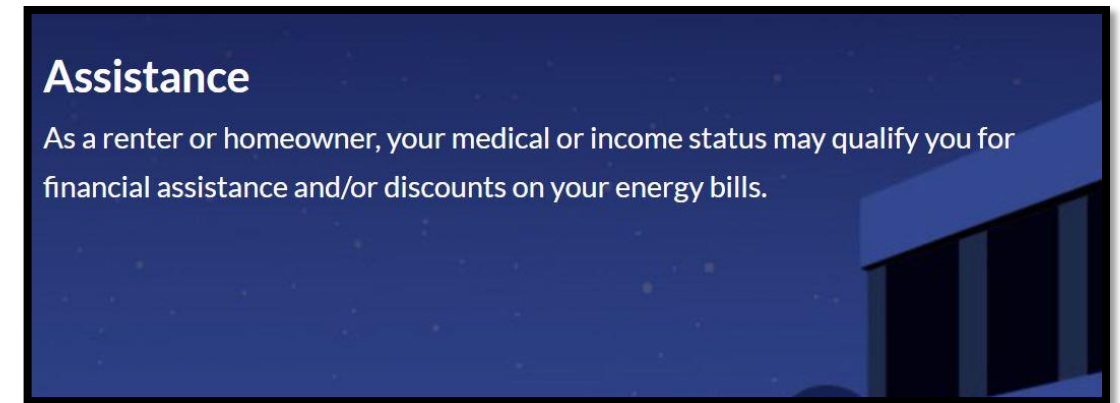 Assistance
As a renter or homeowner, your medical or income status may qualify you for
financial assistance and/or discounts on your energy bills.